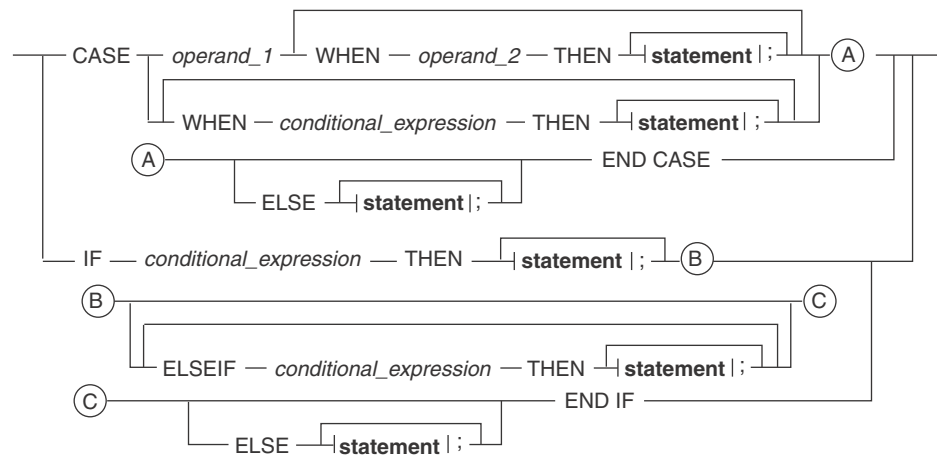 CASE operand_1 WHEN operand_2 THEN |statement|; A
WHEN conditional_expression THEN |statement|;
A END CASE
ELSE |statement|;
IF conditional_expression THEN |statement|; B
B C
ELSEIF conditional_expression THEN |statement|;
C END IF
ELSE |statement|;